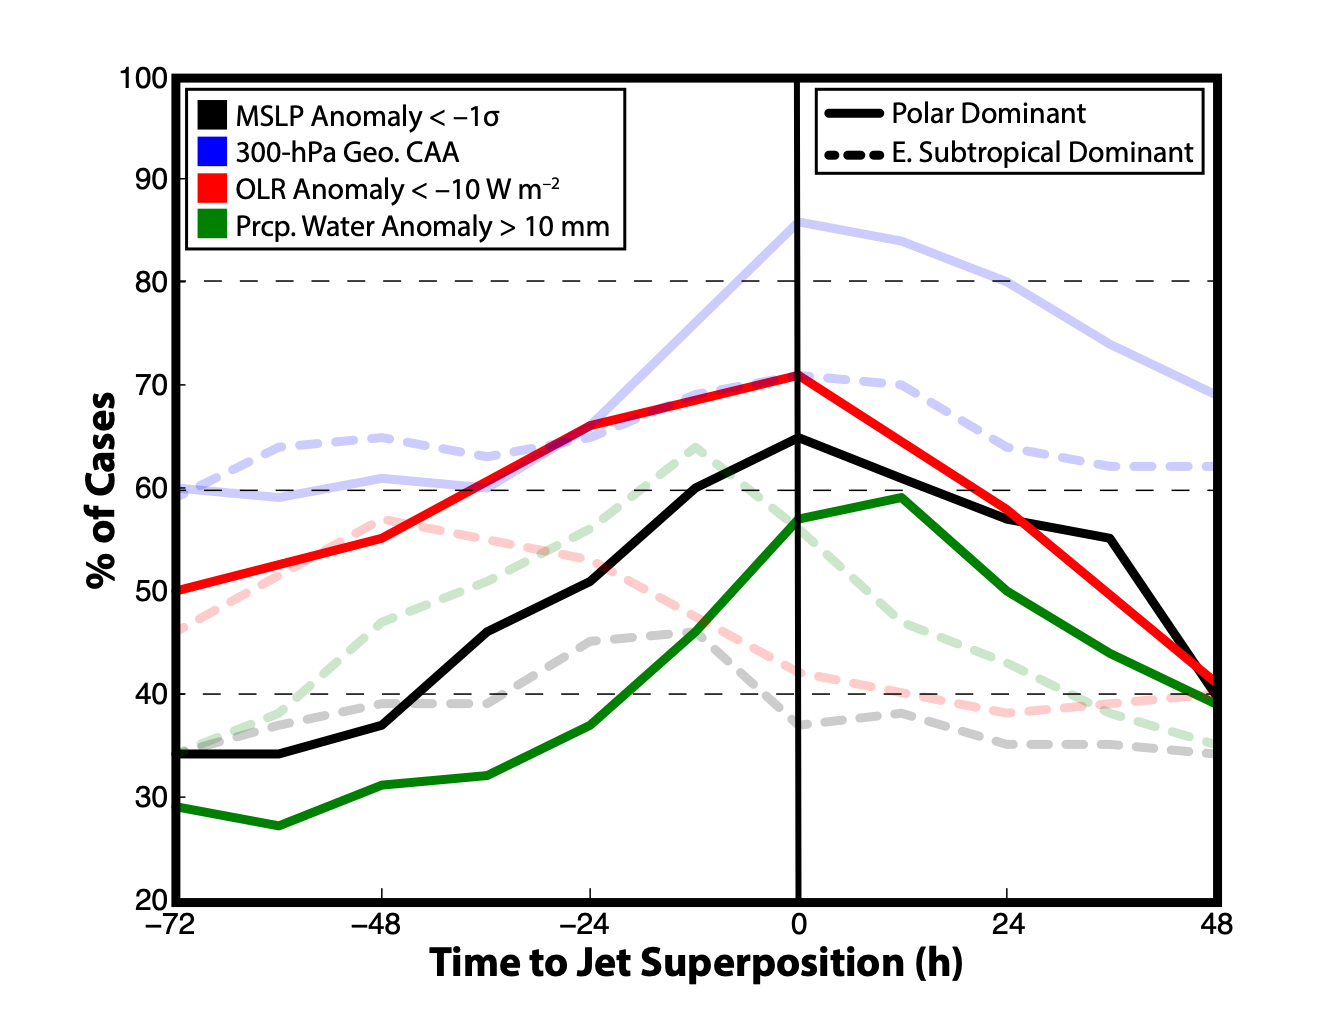 100
90
80
70
60
50
40
30
20
% of Cases
MSLP Anomaly < –1σ
300-hPa Geo. CAA
OLR Anomaly < –10 W m⁻²
Prcp. Water Anomaly > 10 mm
Polar Dominant
E. Subtropical Dominant
−72 −48 −24 0 24 48
Time to Jet Superposition (h)